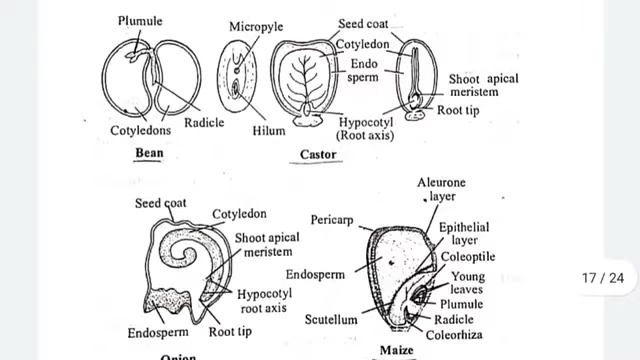 Plumule
Micropyle
Seed coat
Cotyledon
Endo
sperm
Shoot apical
meristem
Root tip
Radicle
Cotyledons
Hilum
Hypocotyl
(Root axis)
Bean
Castor
Aleurone
layer
Seed coat
Cotyledon
Pericarp
Epithelial
layer
Shoot apical
meristem
Coleoptile
Endosperm
Young
leaves
17 / 24
Hypocotyl
root axis
Plumule
Scutellum
Radicle
Endosperm
Root tip
Coleorhiza
Maize
Onion